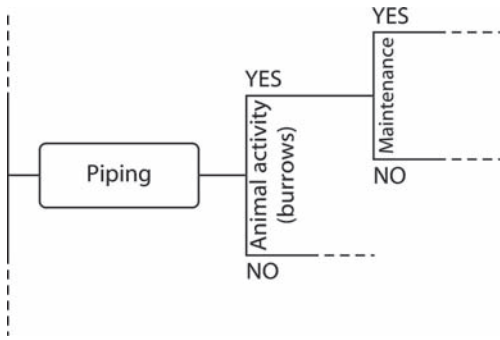 YES
YES
Maintenance
Piping
Animal activity
(burrows)
NO
NO